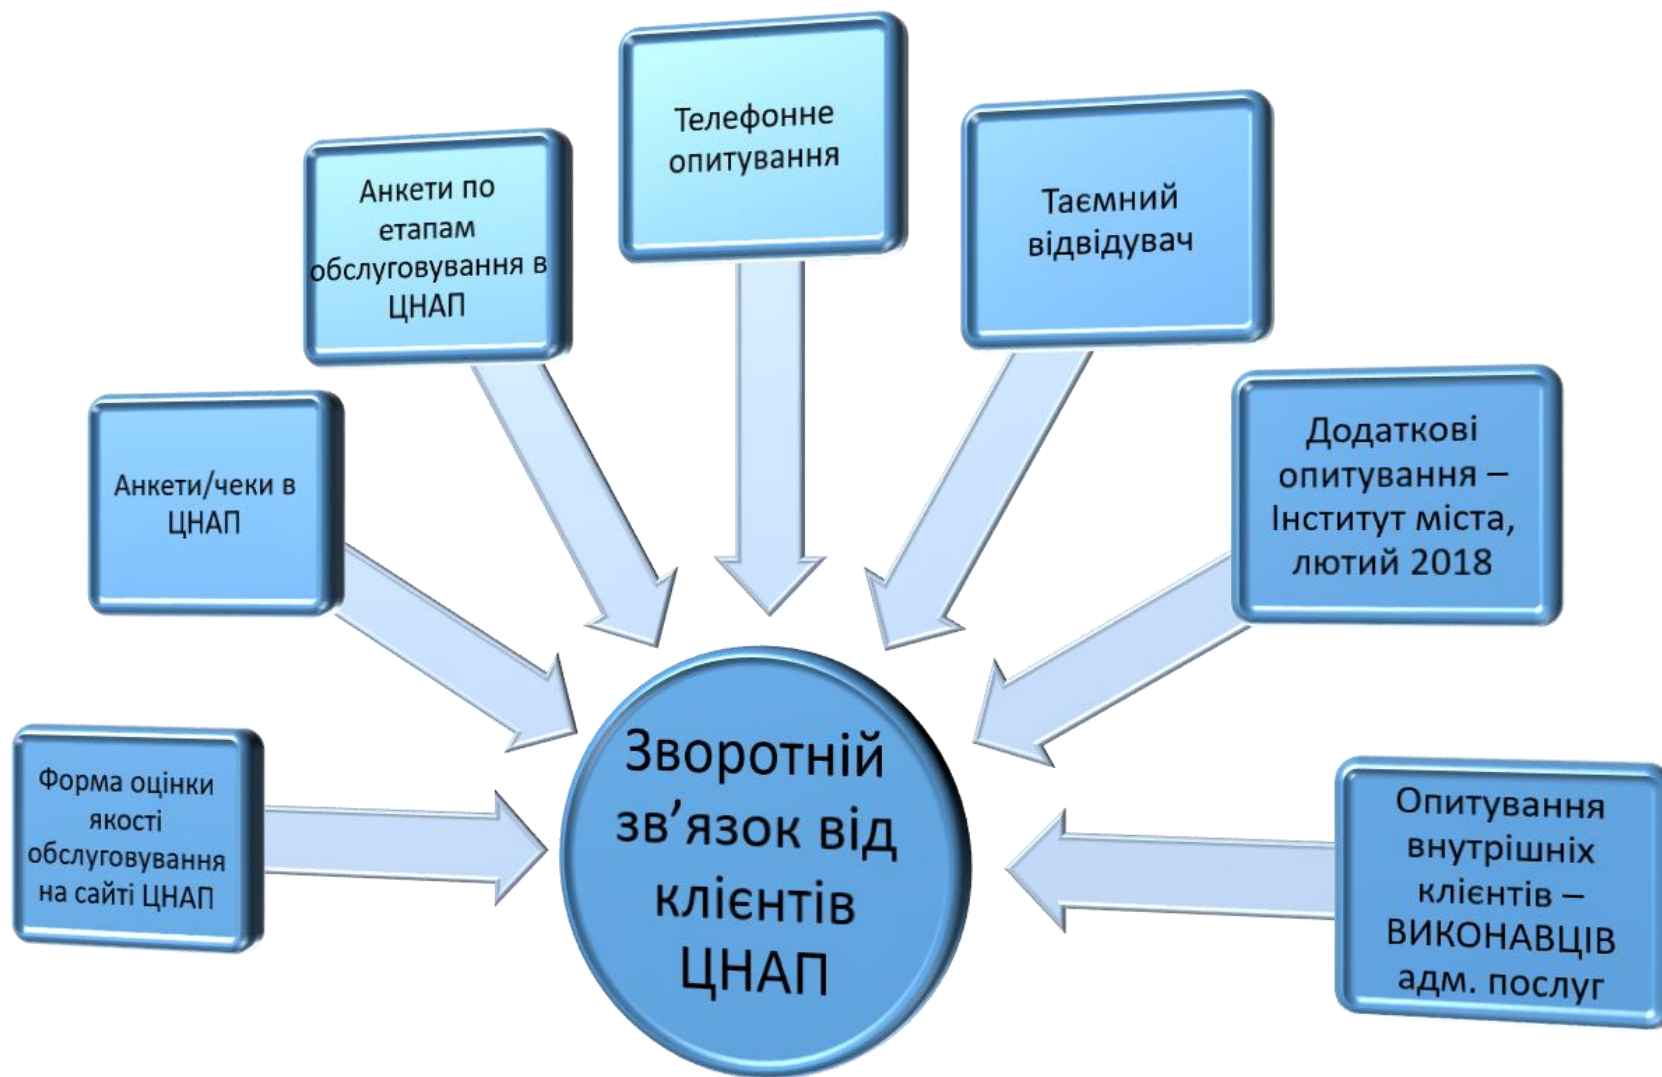 Телефонне
опитування
Таємний
відвідувач
Анкети по
етапам
обслуговування в
ЦНАП
Додаткові
опитування –
Інститут міста,
лютий 2018
Анкети/чеки в
ЦНАП
Форма оцінки
якості
обслуговування
на сайті ЦНАП
Зворотній
зв’язок від
клієнтів
ЦНАП
Опитування
внутрішніх
клієнтів –
ВИКОНАВЦІВ
адм. послуг